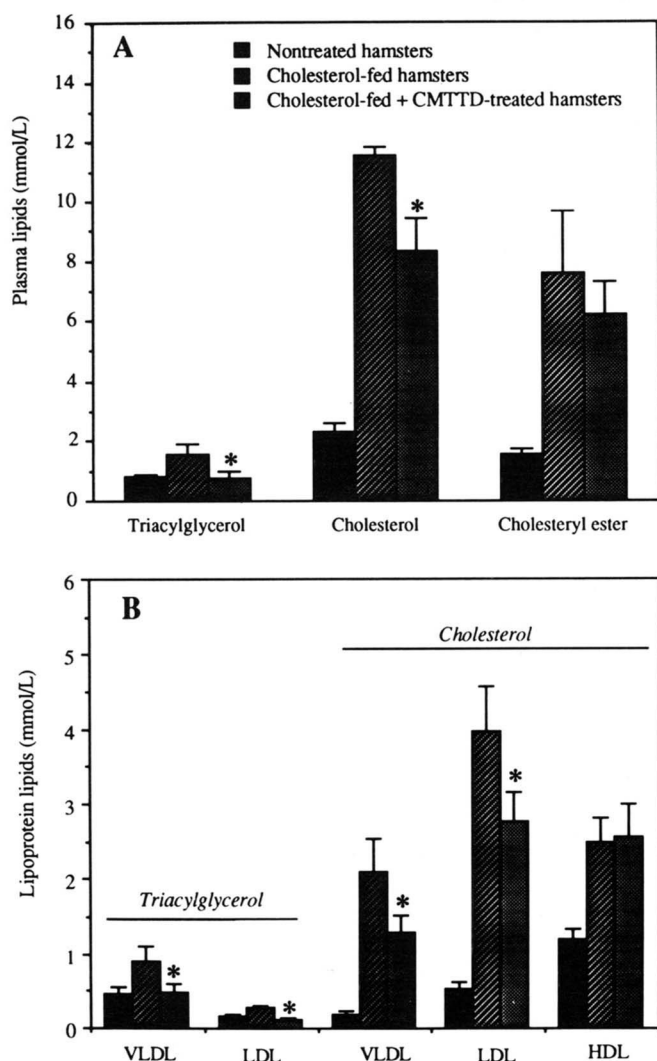 A
Nontreated hamsters
Cholesterol-fed hamsters
Cholesterol-fed + CMTTD-treated hamsters
Plasma lipids (mmol/L)
16
14
12
10
8
6
4
2
0
*
*
Triacylglycerol Cholesterol Cholesteryl ester
B
Lipoprotein lipids (mmol/L)
6
5
4
3
2
1
0
Cholesterol
Triacylglycerol
*
*
*
*
VLDL LDL VLDL LDL HDL